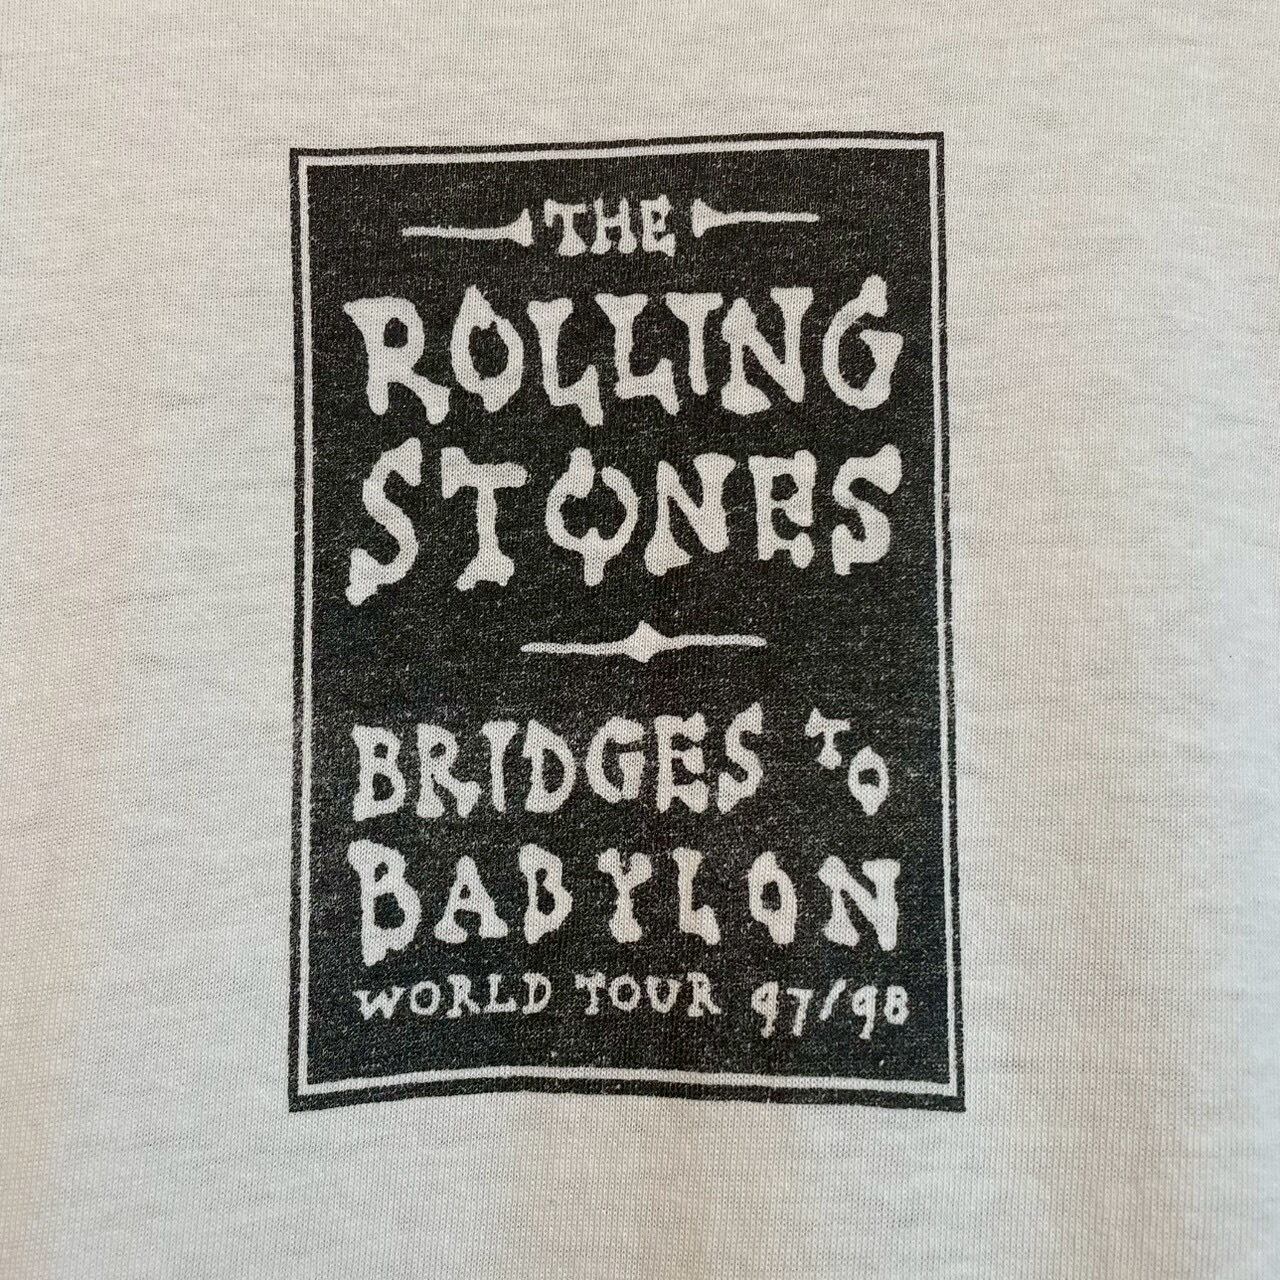 THE
ROLLING
STONES
BRIDGES TO
BABYLON
WORLD TOUR 97/98